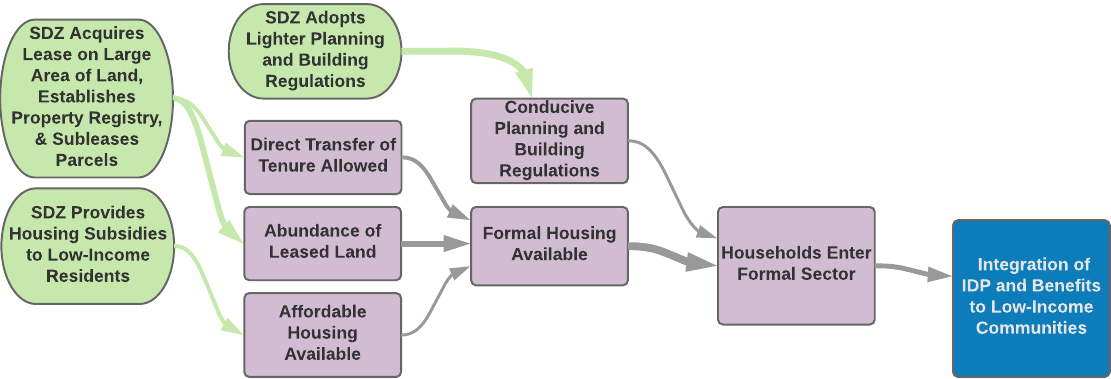 SDZ Acquires
Lease on Large
Area of Land,
Establishes
Property Registry,
& Subleases
Parcels
SDZ Provides
Housing Subsidies
to Low-Income
Residents
SDZ Adopts
Lighter Planning
and Building
Regulations
Direct Transfer of
Tenure Allowed
Abundance of
Leased Land
Affordable
Housing
Available
Conducive
Planning and
Building
Regulations
Formal Housing
Available
Households Enter
Formal Sector
Integration of
IDP and Benefits
to Low-Income
Communities